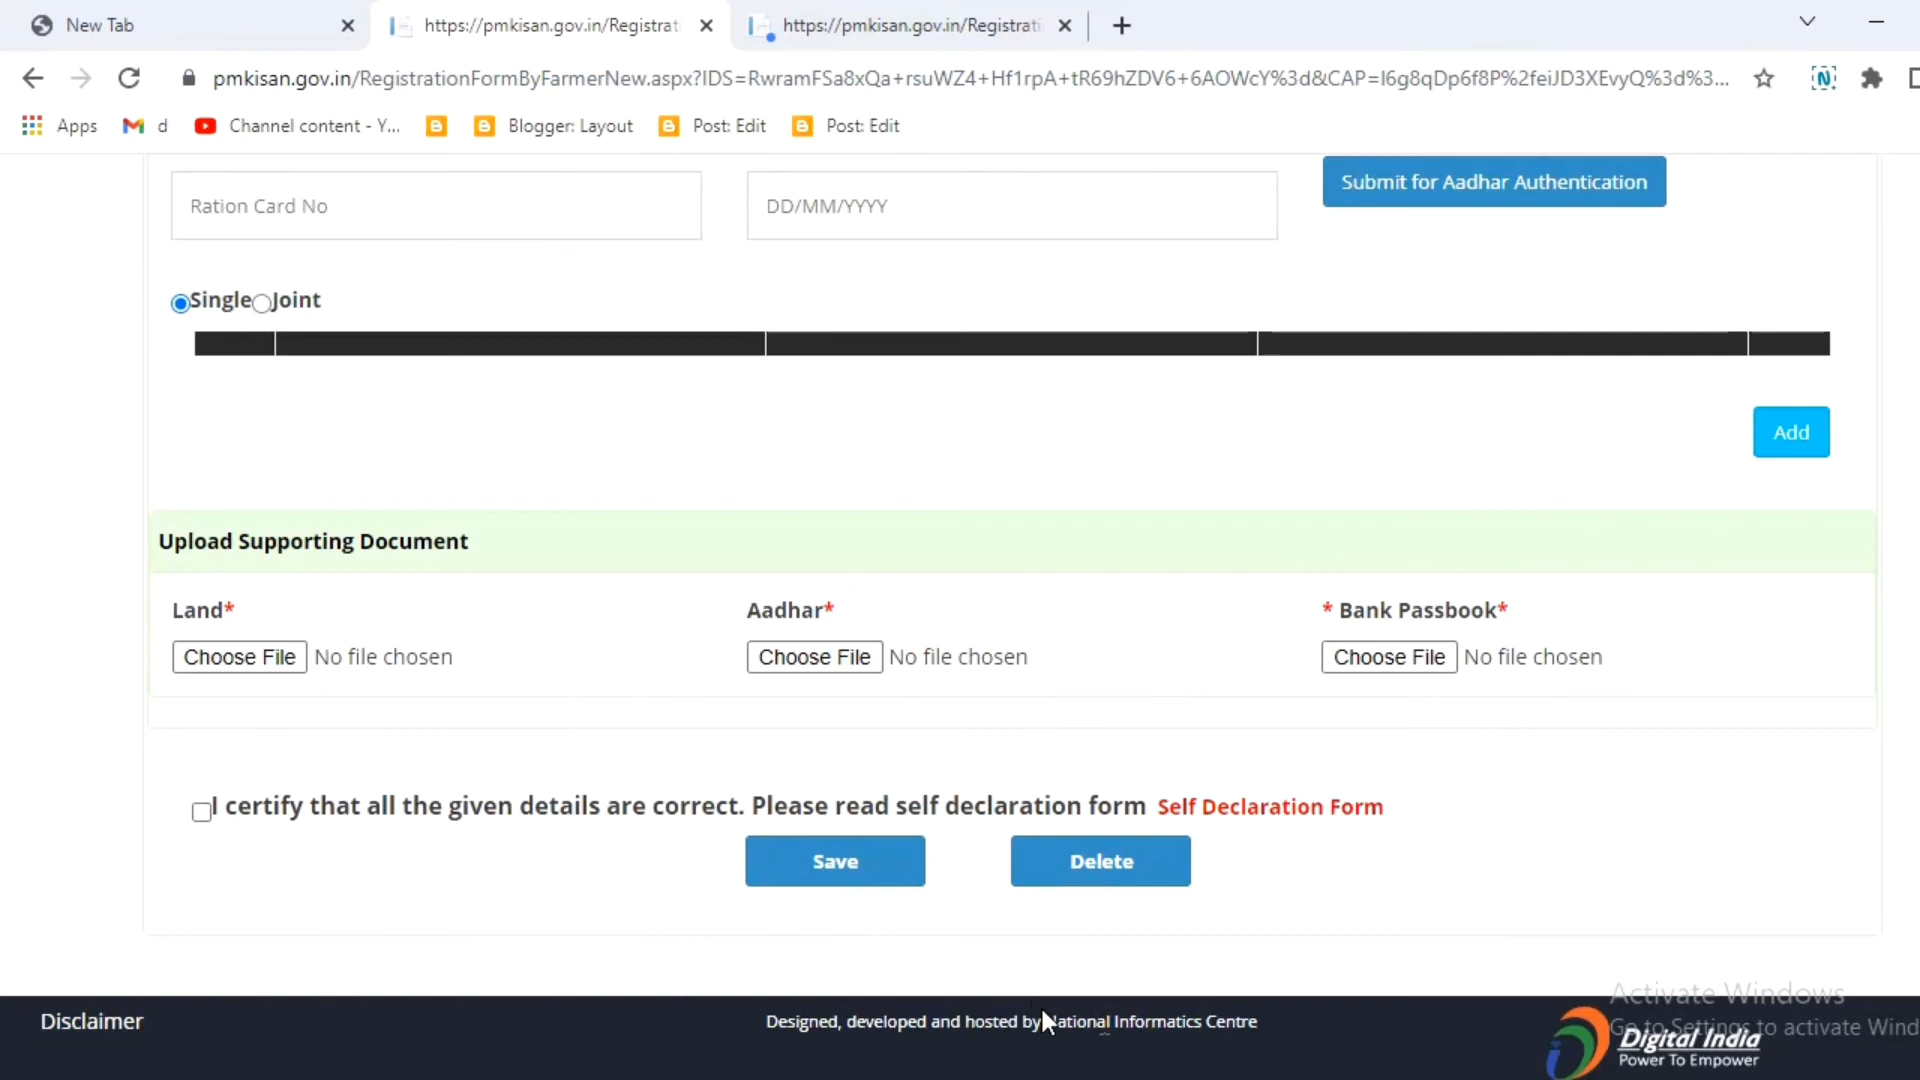 New Tab
https://pmkisan.gov.in/Registrat
https://pmkisan.gov.in/Registrati
pmkisan.gov.in/RegistrationFormByFarmerNew.aspx?IDS=RwramFSa8xQa+rsuWZ4+Hf1rpA+tR69hZDV6+6AOWcY%3d&CAP=I6g8qDp6f8P%2feiJD3XEvyQ%3d%3...
Apps
d
Channel content - Y...
Blogger: Layout
Post: Edit
Post: Edit
Ration Card No
DD/MM/YYYY
Submit for Aadhar Authentication
Single Joint
Add
Upload Supporting Document
Land*
Aadhar*
* Bank Passbook*
Choose File No file chosen
Choose File No file chosen
Choose File No file chosen
I certify that all the given details are correct. Please read self declaration form Self Declaration Form
Save
Delete
Activate Windows
Go to Settings to activate Wind
Disclaimer
Designed, developed and hosted by National Informatics Centre
Digital India
Power To Empower